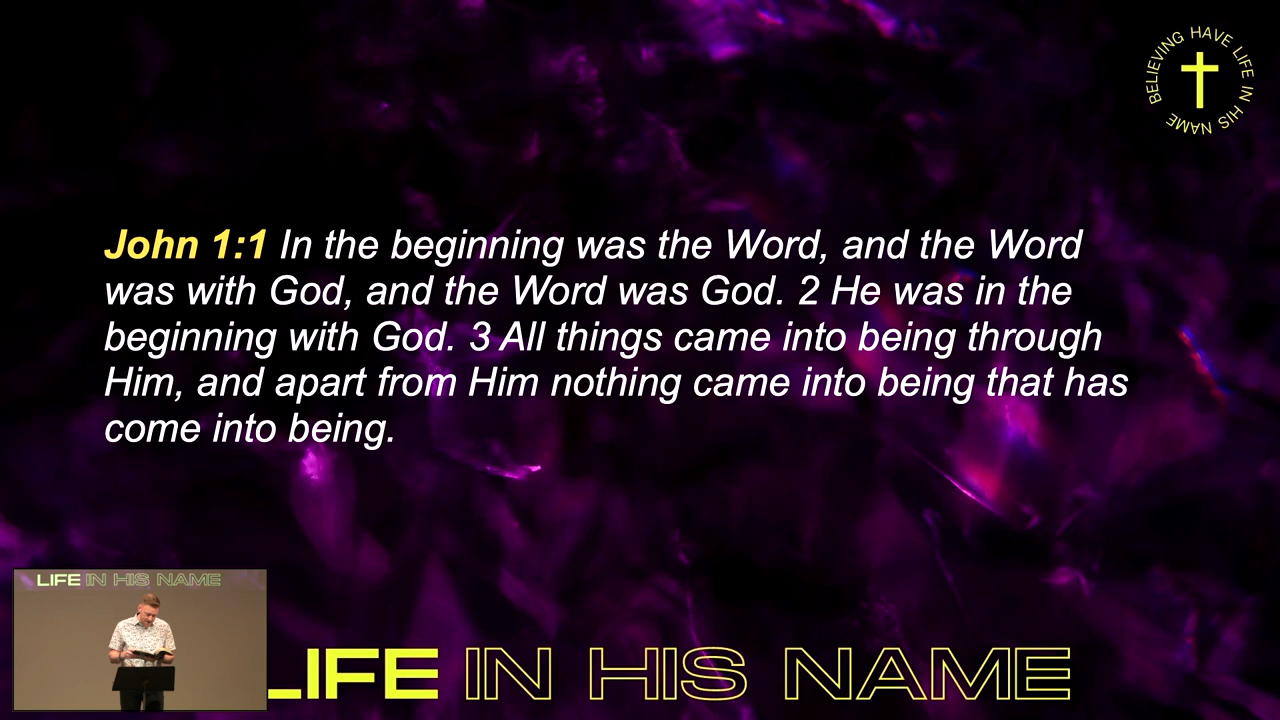 BELIEVING HAVE LIFE IN HIS NAME
John 1:1 In the beginning was the Word, and the Word
was with God, and the Word was God. 2 He was in the
beginning with God. 3 All things came into being through
Him, and apart from Him nothing came into being that has
come into being.
LIFE IN HIS NAME
LIFE IN HIS NAME